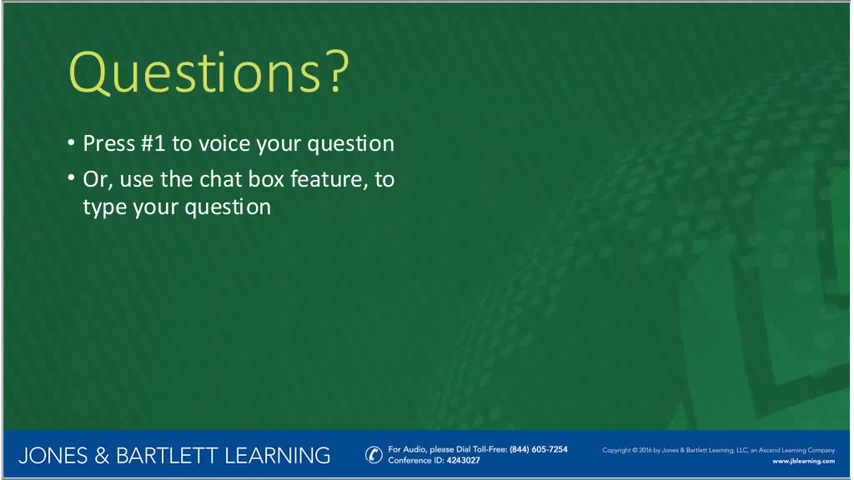 Questions?
• Press #1 to voice your question
• Or, use the chat box feature, to
type your question
JONES & BARTLETT LEARNING
For Audio, please Dial Toll-Free: (844) 605-7254
Conference ID: 4243027
Copyright © 2016 by Jones & Bartlett Learning, LLC, an Ascend Learning Company
www.jblearning.com